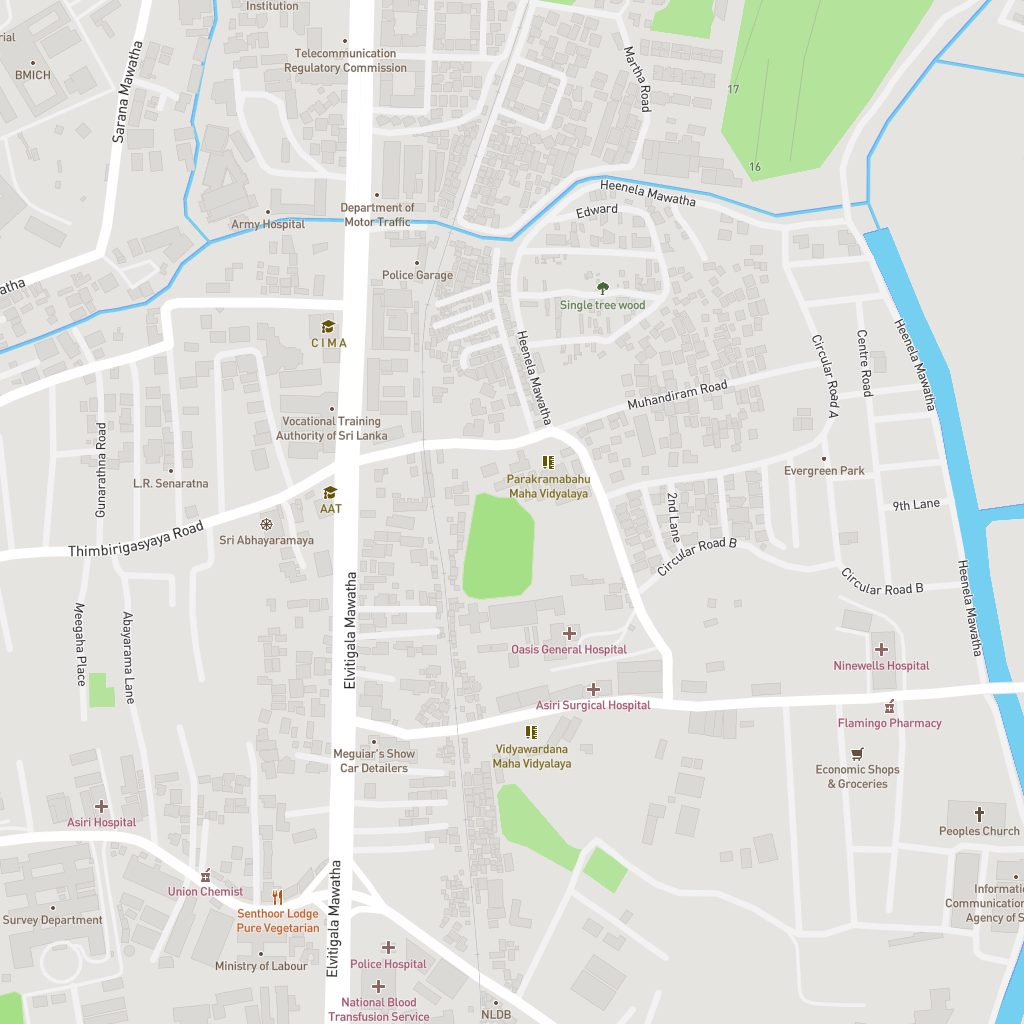 Institution
Telecommunication
Regulatory Commission
BMICH
Sarana Mawatha
Martha Road
17
16
Heenela Mawatha
Edward
Department of
Motor Traffic
Army Hospital
Police Garage
Single tree wood
CIMA
Heenela Mawatha
Muhandiram Road
Circular Road A
Centre Road
Heenela Mawatha
Vocational Training
Authority of Sri Lanka
Gunarathna Road
L.R. Senaratna
Parakramabahu
Maha Vidyalaya
Evergreen Park
AAT
Sri Abhayaramaya
Thimbirigasyaya Road
2nd Lane
9th Lane
Circular Road B
Circular Road B
Heenela Mawatha
Elvitigala Mawatha
Meegaha Place
Abayarama Lane
Oasis General Hospital
Ninewells Hospital
Asiri Surgical Hospital
Flamingo Pharmacy
Vidyawardana
Maha Vidyalaya
Meguiar's Show
Car Detailers
Economic Shops
& Groceries
Asiri Hospital
Peoples Church
Union Chemist
Elvitigala Mawatha
Senthoor Lodge
Pure Vegetarian
Survey Department
Communication
Agency of S
Ministry of Labour
Police Hospital
National Blood
Transfusion Service
NLDB